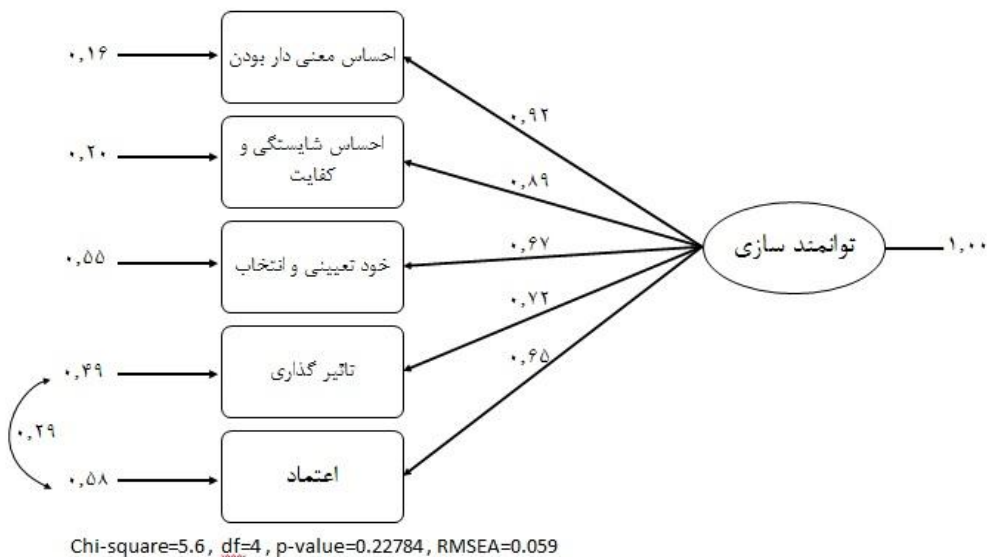 ۰,۱۶
احساس معنی دار بودن
۰,۹۲
۰,۲۰
احساس شایستگی و
کفایت
۰,۸۹
۰,۵۵
خود تعیینی و انتخاب
۰,۶۷
توانمند سازی
۱,۰۰
۰,۴۹
تاثیر گذاری
۰,۷۲
۰,۲۹
۰,۵۸
اعتماد
۰,۶۵
Chi-square=5.6, df=4, p-value=0.22784, RMSEA=0.059